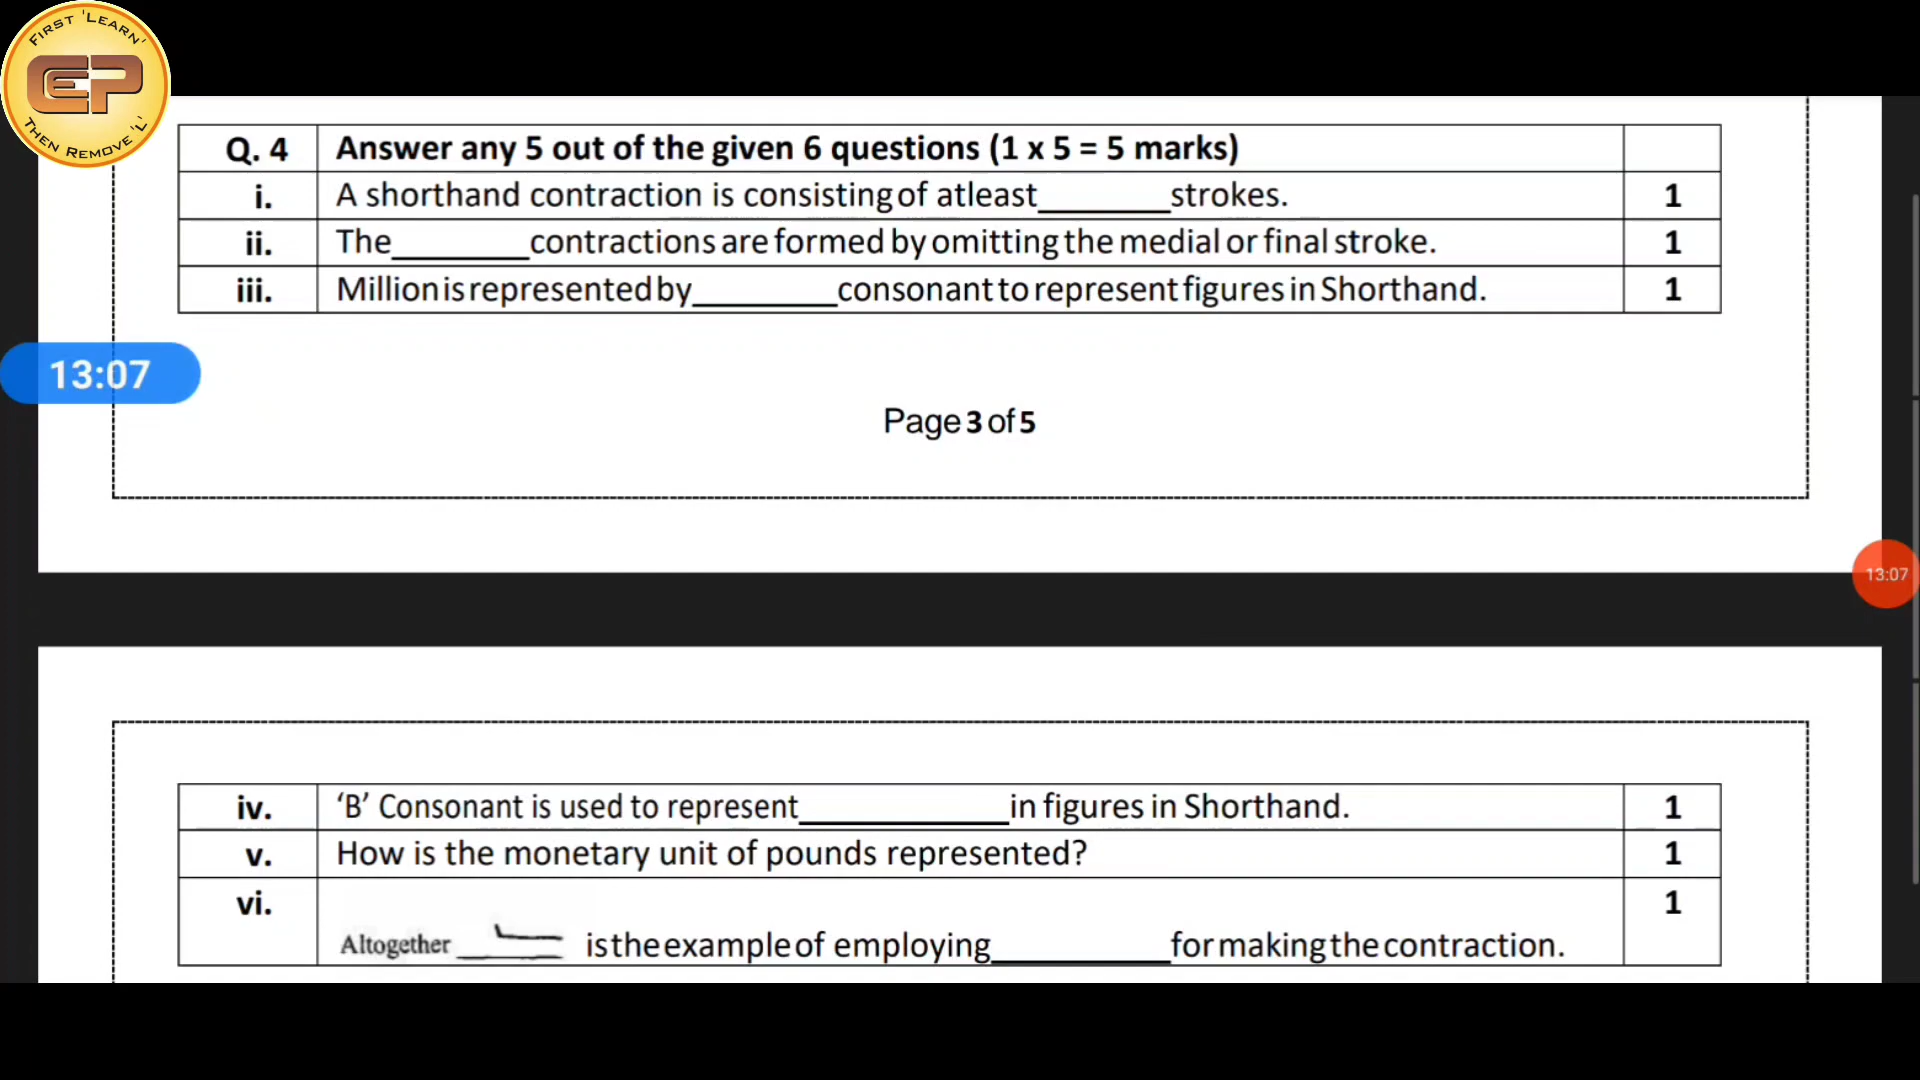 FIRST 'LEARN'
EP
THEN REMOVE 'L'
Q. 4 Answer any 5 out of the given 6 questions (1 x 5 = 5 marks)
i. A shorthand contraction is consisting of atleast________strokes. 1
ii. The________contractions are formed by omitting the medial or final stroke. 1
iii. Million is represented by________consonant to represent figures in Shorthand. 1
13:07
Page 3 of 5
13:07
iv. ‘B’ Consonant is used to represent____________in figures in Shorthand. 1
v. How is the monetary unit of pounds represented? 1
vi. 1
Altogether ______ is the example of employing__________for making the contraction.